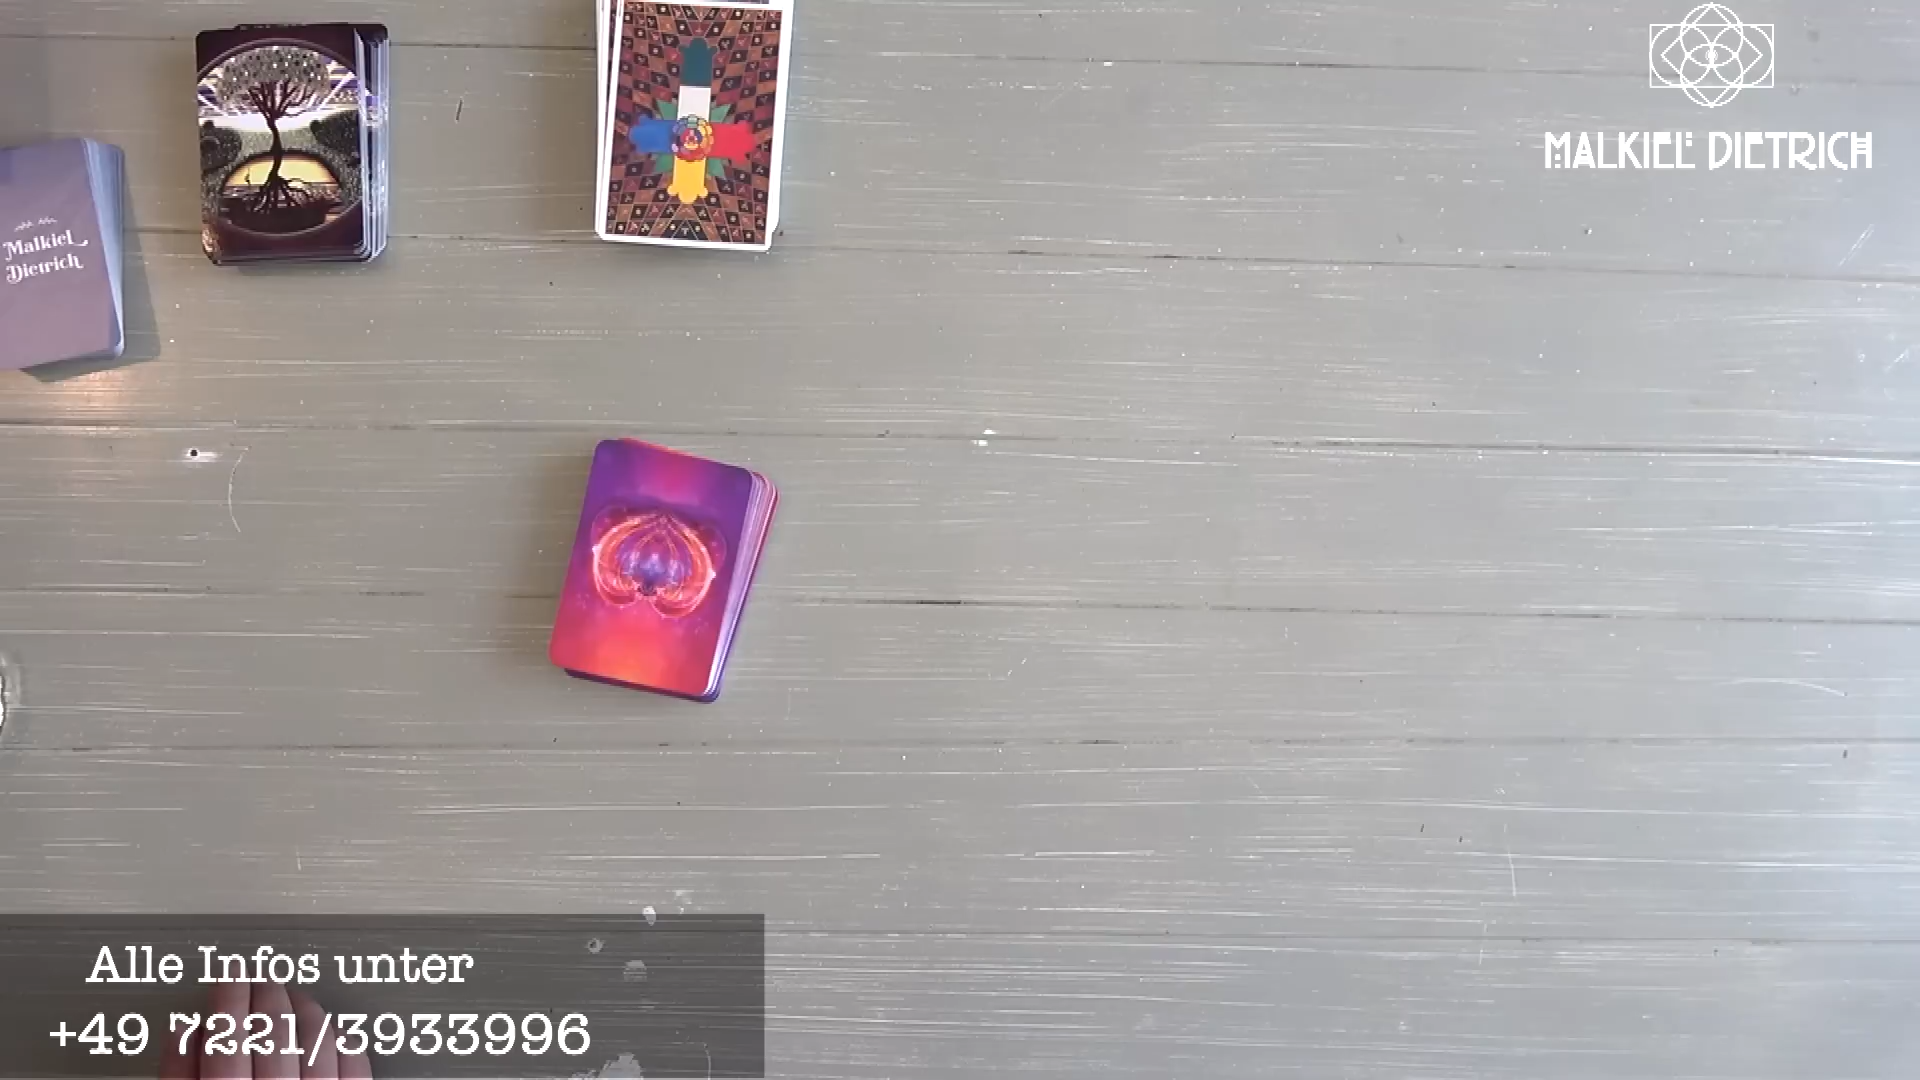 MALKIEL DIETRICH
Malkiel
Dietrich
Alle Infos unter
+49 7221/3933996